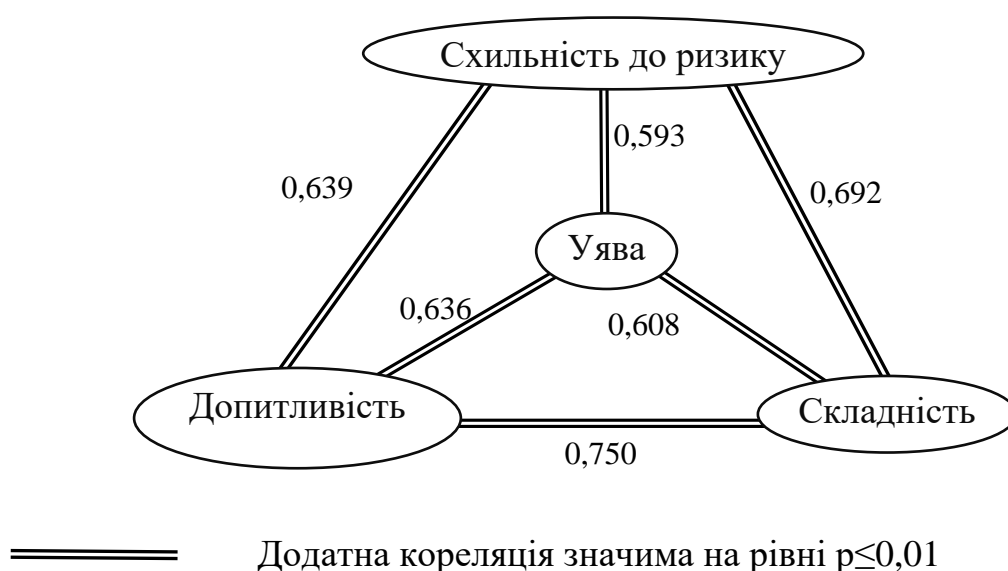 Схильність до ризику
0,593
0,639
0,692
Уява
0,636
0,608
Допитливість
Складність
0,750
Додатна кореляція значима на рівні p≤0,01